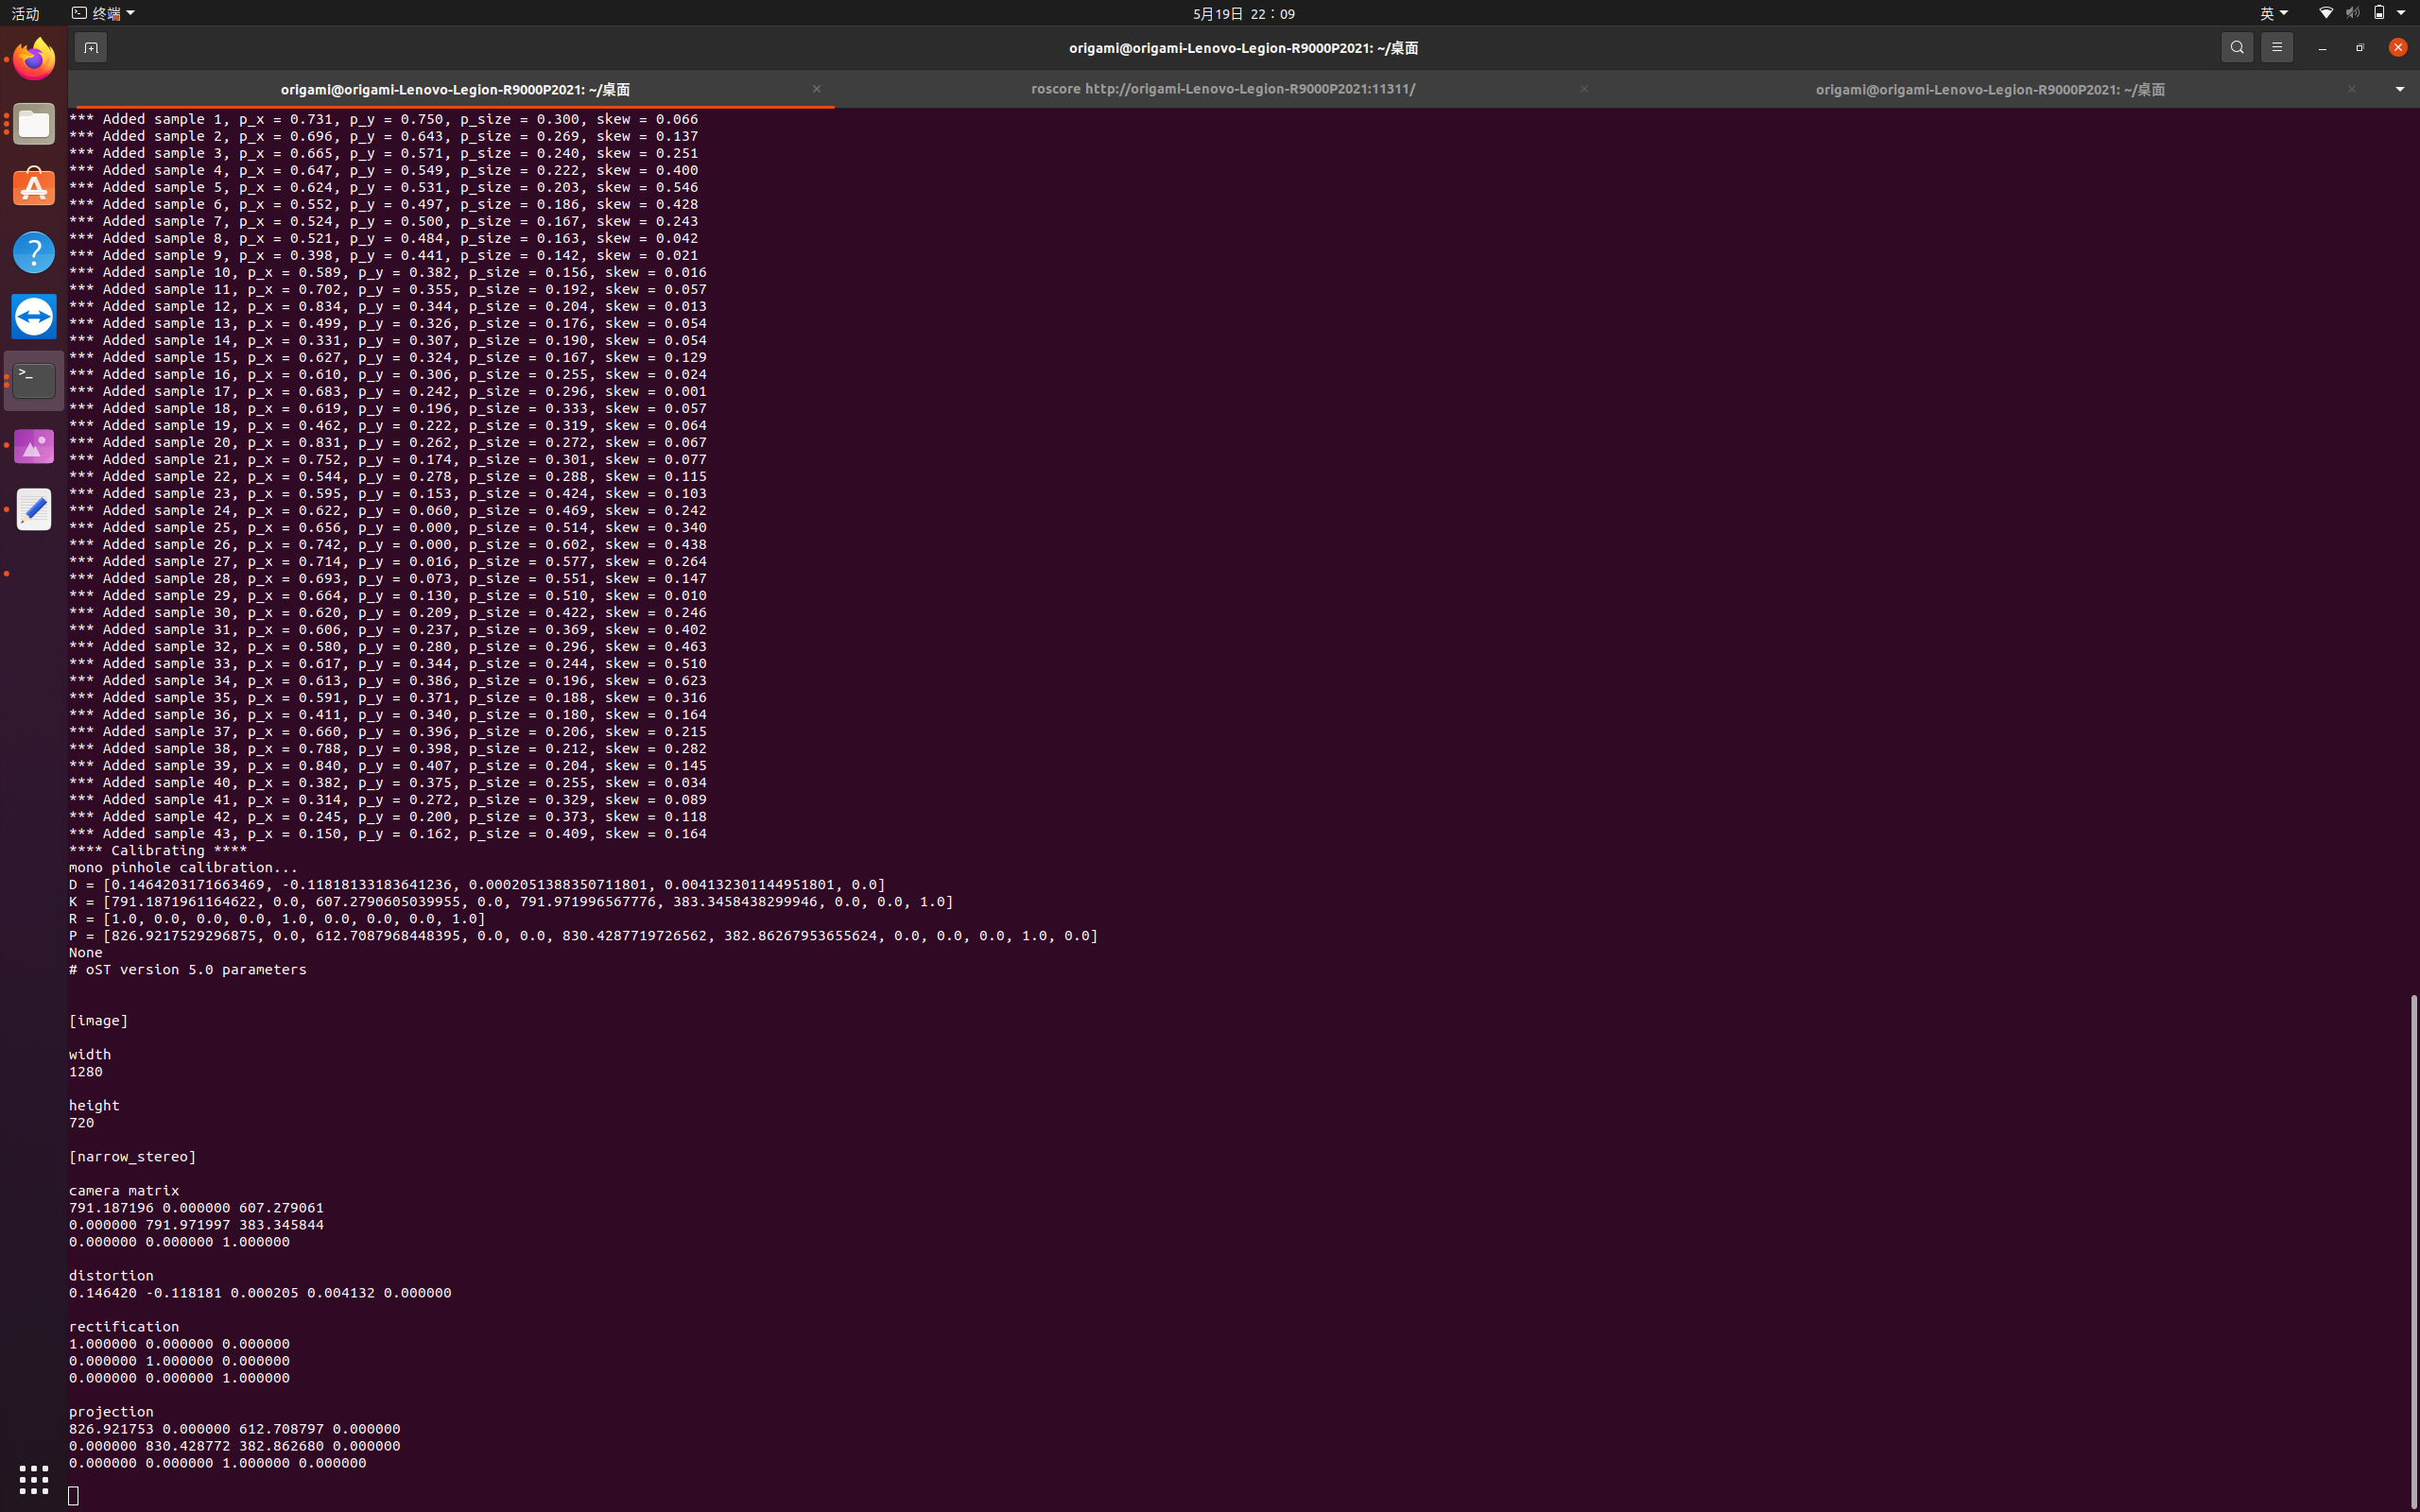 活动
终端
5月19日 22：09
英
origami@origami-Lenovo-Legion-R9000P2021: ~/桌面
origami@origami-Lenovo-Legion-R9000P2021: ~/桌面
roscore http://origami-Lenovo-Legion-R9000P2021:11311/
origami@origami-Lenovo-Legion-R9000P2021: ~/桌面
*** Added sample 1, p_x = 0.731, p_y = 0.750, p_size = 0.300, skew = 0.066
*** Added sample 2, p_x = 0.696, p_y = 0.643, p_size = 0.269, skew = 0.137
*** Added sample 3, p_x = 0.665, p_y = 0.571, p_size = 0.240, skew = 0.251
*** Added sample 4, p_x = 0.647, p_y = 0.549, p_size = 0.222, skew = 0.400
*** Added sample 5, p_x = 0.624, p_y = 0.531, p_size = 0.203, skew = 0.546
*** Added sample 6, p_x = 0.552, p_y = 0.497, p_size = 0.186, skew = 0.428
*** Added sample 7, p_x = 0.524, p_y = 0.500, p_size = 0.167, skew = 0.243
*** Added sample 8, p_x = 0.521, p_y = 0.484, p_size = 0.163, skew = 0.042
*** Added sample 9, p_x = 0.398, p_y = 0.441, p_size = 0.142, skew = 0.021
*** Added sample 10, p_x = 0.589, p_y = 0.382, p_size = 0.156, skew = 0.016
*** Added sample 11, p_x = 0.702, p_y = 0.355, p_size = 0.192, skew = 0.057
*** Added sample 12, p_x = 0.834, p_y = 0.344, p_size = 0.204, skew = 0.013
*** Added sample 13, p_x = 0.499, p_y = 0.326, p_size = 0.176, skew = 0.054
*** Added sample 14, p_x = 0.331, p_y = 0.307, p_size = 0.190, skew = 0.054
*** Added sample 15, p_x = 0.627, p_y = 0.324, p_size = 0.167, skew = 0.129
*** Added sample 16, p_x = 0.610, p_y = 0.306, p_size = 0.255, skew = 0.024
*** Added sample 17, p_x = 0.683, p_y = 0.242, p_size = 0.296, skew = 0.001
*** Added sample 18, p_x = 0.619, p_y = 0.196, p_size = 0.333, skew = 0.057
*** Added sample 19, p_x = 0.462, p_y = 0.222, p_size = 0.319, skew = 0.064
*** Added sample 20, p_x = 0.831, p_y = 0.262, p_size = 0.272, skew = 0.067
*** Added sample 21, p_x = 0.752, p_y = 0.174, p_size = 0.301, skew = 0.077
*** Added sample 22, p_x = 0.544, p_y = 0.278, p_size = 0.288, skew = 0.115
*** Added sample 23, p_x = 0.595, p_y = 0.153, p_size = 0.424, skew = 0.103
*** Added sample 24, p_x = 0.622, p_y = 0.060, p_size = 0.469, skew = 0.242
*** Added sample 25, p_x = 0.656, p_y = 0.000, p_size = 0.514, skew = 0.340
*** Added sample 26, p_x = 0.742, p_y = 0.000, p_size = 0.602, skew = 0.438
*** Added sample 27, p_x = 0.714, p_y = 0.016, p_size = 0.577, skew = 0.264
*** Added sample 28, p_x = 0.693, p_y = 0.073, p_size = 0.551, skew = 0.147
*** Added sample 29, p_x = 0.664, p_y = 0.130, p_size = 0.510, skew = 0.010
*** Added sample 30, p_x = 0.620, p_y = 0.209, p_size = 0.422, skew = 0.246
*** Added sample 31, p_x = 0.606, p_y = 0.237, p_size = 0.369, skew = 0.402
*** Added sample 32, p_x = 0.580, p_y = 0.280, p_size = 0.296, skew = 0.463
*** Added sample 33, p_x = 0.617, p_y = 0.344, p_size = 0.244, skew = 0.510
*** Added sample 34, p_x = 0.613, p_y = 0.386, p_size = 0.196, skew = 0.623
*** Added sample 35, p_x = 0.591, p_y = 0.371, p_size = 0.188, skew = 0.316
*** Added sample 36, p_x = 0.411, p_y = 0.340, p_size = 0.180, skew = 0.164
*** Added sample 37, p_x = 0.660, p_y = 0.396, p_size = 0.206, skew = 0.215
*** Added sample 38, p_x = 0.788, p_y = 0.398, p_size = 0.212, skew = 0.282
*** Added sample 39, p_x = 0.840, p_y = 0.407, p_size = 0.204, skew = 0.145
*** Added sample 40, p_x = 0.382, p_y = 0.375, p_size = 0.255, skew = 0.034
*** Added sample 41, p_x = 0.314, p_y = 0.272, p_size = 0.329, skew = 0.089
*** Added sample 42, p_x = 0.245, p_y = 0.200, p_size = 0.373, skew = 0.118
*** Added sample 43, p_x = 0.150, p_y = 0.162, p_size = 0.409, skew = 0.164
**** Calibrating ****
mono pinhole calibration...
D = [0.1464203171663469, -0.11818133183641236, 0.0002051388350711801, 0.004132301144951801, 0.0]
K = [791.1871961164622, 0.0, 607.2790605039955, 0.0, 791.971996567776, 383.3458438299946, 0.0, 0.0, 1.0]
R = [1.0, 0.0, 0.0, 0.0, 1.0, 0.0, 0.0, 0.0, 1.0]
P = [826.9217529296875, 0.0, 612.7087968448395, 0.0, 0.0, 830.4287719726562, 382.86267953655624, 0.0, 0.0, 0.0, 1.0, 0.0]
None
# oST version 5.0 parameters
[image]
width
1280
height
720
[narrow_stereo]
camera matrix
791.187196 0.000000 607.279061
0.000000 791.971997 383.345844
0.000000 0.000000 1.000000
distortion
0.146420 -0.118181 0.000205 0.004132 0.000000
rectification
1.000000 0.000000 0.000000
0.000000 1.000000 0.000000
0.000000 0.000000 1.000000
projection
826.921753 0.000000 612.708797 0.000000
0.000000 830.428772 382.862680 0.000000
0.000000 0.000000 1.000000 0.000000